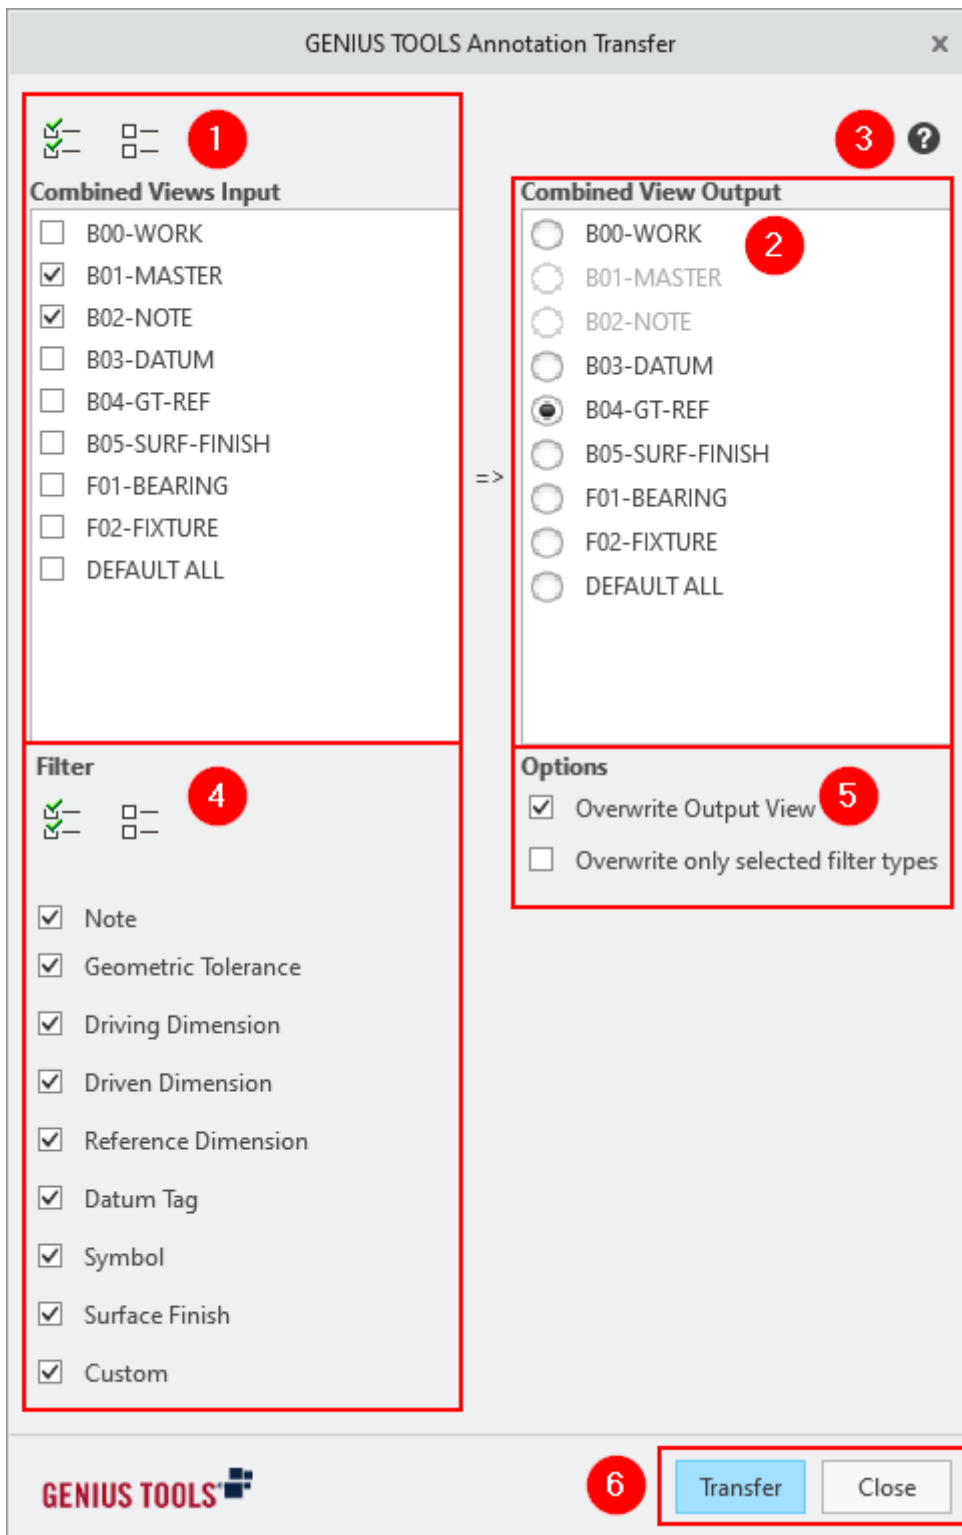 GENIUS TOOLS Annotation Transfer
1
3
?
Combined Views Input
B00-WORK
B01-MASTER
B02-NOTE
B03-DATUM
B04-GT-REF
B05-SURF-FINISH
F01-BEARING
F02-FIXTURE
DEFAULT ALL
=>
Combined View Output
2
B00-WORK
B01-MASTER
B02-NOTE
B03-DATUM
B04-GT-REF
B05-SURF-FINISH
F01-BEARING
F02-FIXTURE
DEFAULT ALL
Filter
4
Note
Geometric Tolerance
Driving Dimension
Driven Dimension
Reference Dimension
Datum Tag
Symbol
Surface Finish
Custom
Options
5
Overwrite Output View
Overwrite only selected filter types
GENIUS TOOLS
6
Transfer
Close